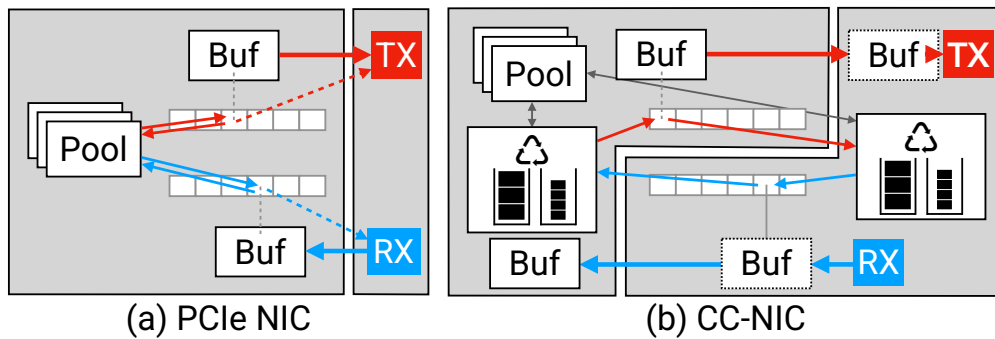 Buf
TX
Pool
Buf
RX
(a) PCIe NIC
Pool
Buf
Buf
TX
Buf
Buf
RX
(b) CC-NIC